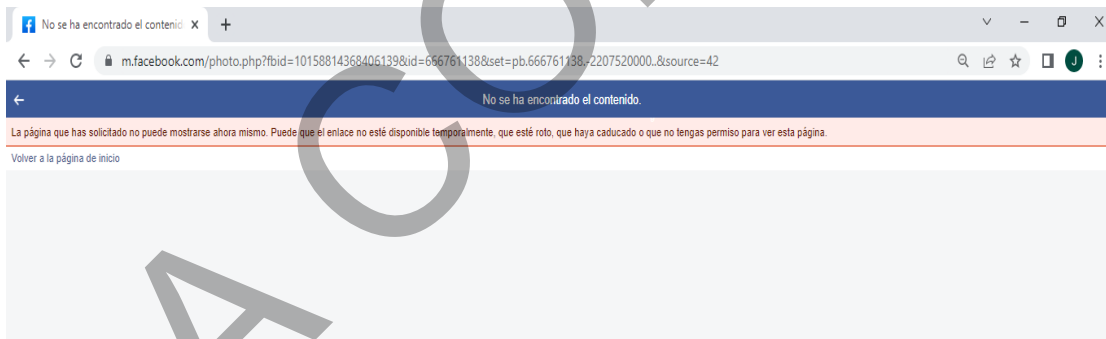 No se ha encontrado el contenid
m.facebook.com/photo.php?fbid=10158814368406139&id=666761138&set=pb.666761138.-2207520000..&source=42
J
No se ha encontrado el contenido.
La página que has solicitado no puede mostrarse ahora mismo. Puede que el enlace no esté disponible temporalmente, que esté roto, que haya caducado o que no tengas permiso para ver esta página.
Volver a la página de inicio